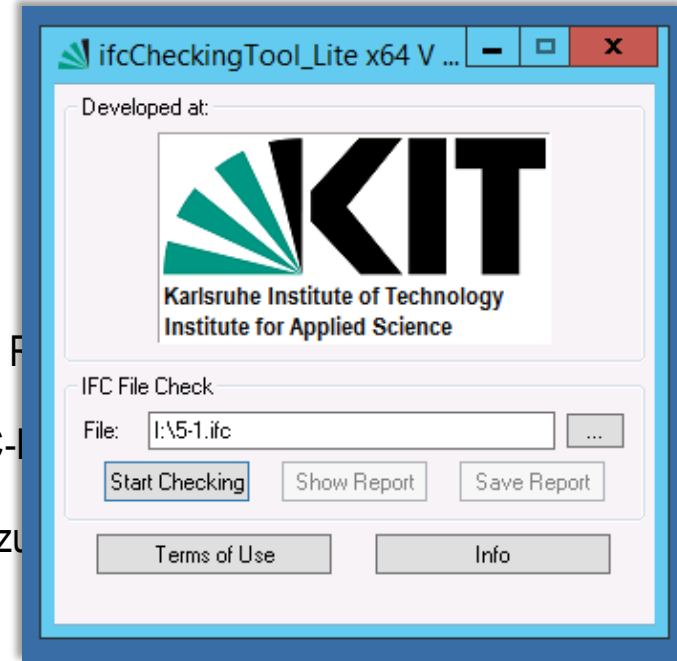 ifcCheckingTool_Lite x64 V ...
Developed at:
KIT
Karlsruhe Institute of Technology
Institute for Applied Science
IFC File Check
File: I:\5-1.ifc ...
Start Checking Show Report Save Report
Terms of Use Info
zu